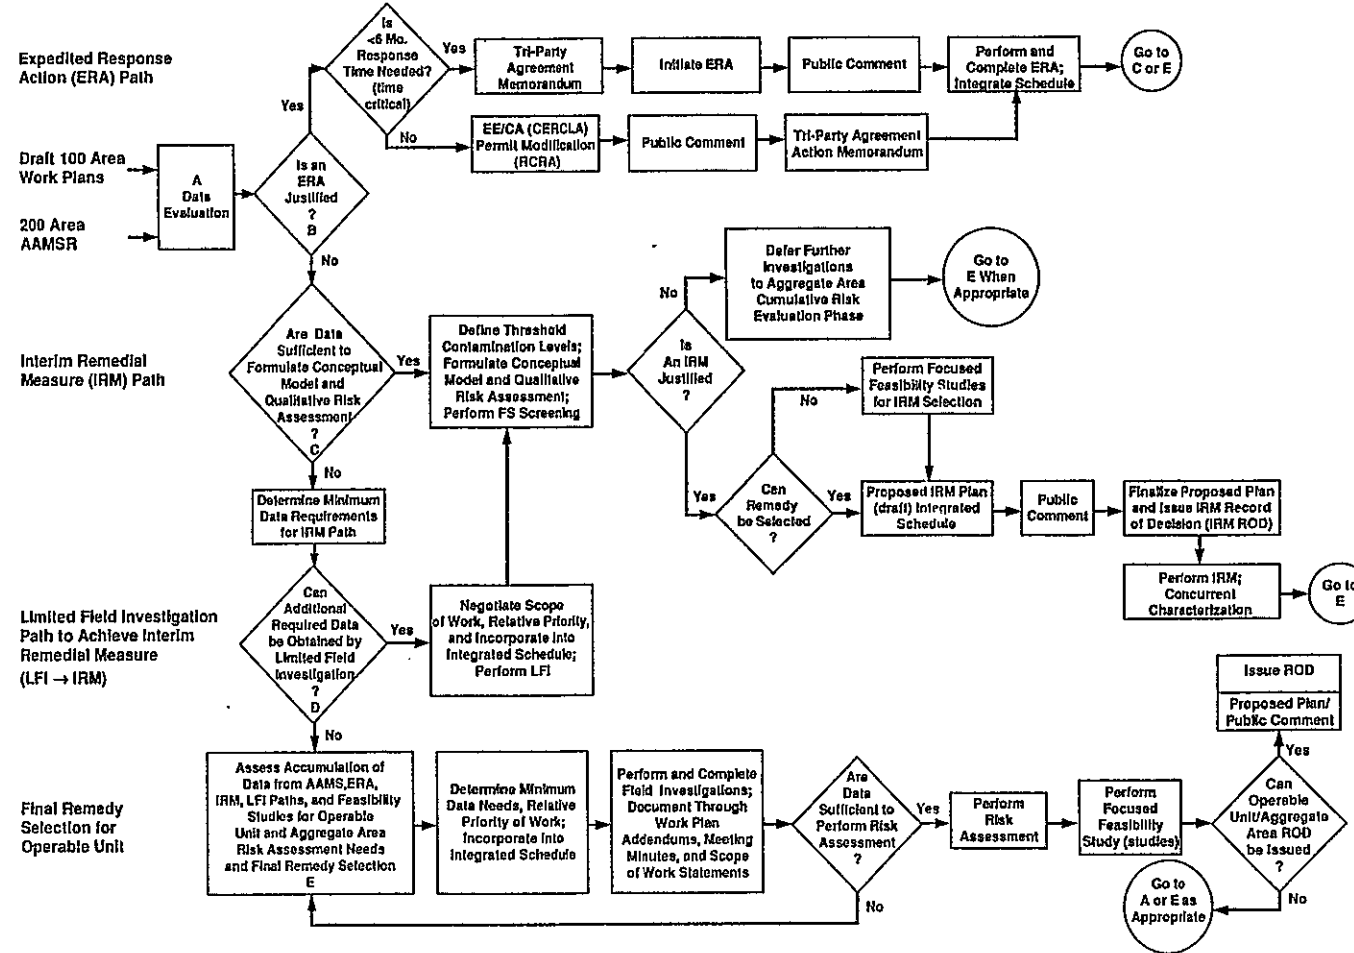 Expedited Response
Action (ERA) Path
Is
<6 Mo.
Response
Time Needed?
(time
critical)
Yes
No
Tri-Party
Agreement
Memorandum
Initiate ERA
Public Comment
Perform and
Complete ERA;
Integrate Schedule
Go to
C or E
EE/CA (CERCLA)
Permit Modification
(RCRA)
Public Comment
Tri-Party Agreement
Action Memorandum
Yes
Draft 100 Area
Work Plans
200 Area
AAMSR
A
Data
Evaluation
Is an
ERA
Justified
?
B
No
Interim Remedial
Measure (IRM) Path
Are Data
Sufficient to
Formulate Conceptual
Model and
Qualitative Risk
Assessment
?
C
Yes
No
Define Threshold
Contamination Levels;
Formulate Conceptual
Model and Qualitative
Risk Assessment;
Perform FS Screening
Is
An IRM
Justified
?
No
Yes
Defer Further
Investigations
to Aggregate Area
Cumulative Risk
Evaluation Phase
Go to
E When
Appropriate
Perform Focused
Feasibility Studies
for IRM Selection
No
Can
Remedy
be Selected
?
Yes
Proposed IRM Plan
(draft) Integrated
Schedule
Public
Comment
Finalize Proposed Plan
and Issue IRM Record
of Decision (IRM ROD)
Perform IRM;
Concurrent
Characterization
Go to
E
Determine Minimum
Data Requirements
for IRM Path
Limited Field Investigation
Path to Achieve Interim
Remedial Measure
(LFI → IRM)
Can
Additional
Required Data
be Obtained by
Limited Field
Investigation
?
D
Yes
No
Negotiate Scope
of Work, Relative Priority,
and Incorporate into
Integrated Schedule;
Perform LFI
Final Remedy
Selection for
Operable Unit
Assess Accumulation of
Data from AAMS,ERA,
IRM, LFI Paths, and Feasibility
Studies for Operable
Unit and Aggregate Area
Risk Assessment Needs
and Final Remedy Selection
E
Determine Minimum
Data Needs, Relative
Priority of Work;
Incorporate into
Integrated Schedule
Perform and Complete
Field Investigations;
Document Through
Work Plan
Addendums, Meeting
Minutes, and Scope
of Work Statements
Are
Data
Sufficient to
Perform Risk
Assessment
?
Yes
No
Perform
Risk
Assessment
Perform
Focused
Feasibility
Study (studies)
Can
Operable
Unit/Aggregate
Area ROD
be Issued
?
Yes
No
Issue ROD
Proposed Plan/
Public Comment
Go to
A or E as
Appropriate